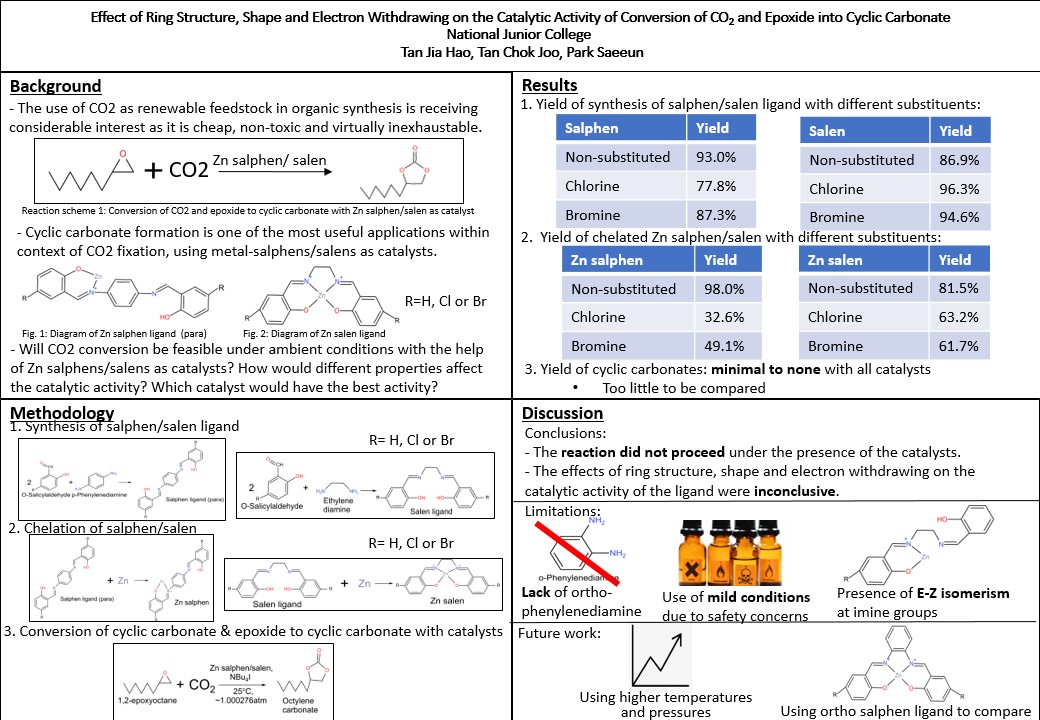 Effect of Ring Structure, Shape and Electron Withdrawing on the Catalytic Activity of Conversion of CO2 and Epoxide into Cyclic Carbonate
National Junior College
Tan Jia Hao, Tan Chok Joo, Park Saeeun
Background
- The use of CO2 as renewable feedstock in organic synthesis is receiving
considerable interest as it is cheap, non-toxic and virtually inexhaustable.
O
+ CO2
Zn salphen/ salen
O
O O
Reaction scheme 1: Conversion of CO2 and epoxide to cyclic carbonate with Zn salphen/salen as catalyst
- Cyclic carbonate formation is one of the most useful applications within
context of CO2 fixation, using metal-salphens/salens as catalysts.
R O Zn N N HO R
N N Zn O O R R
R=H, Cl or Br
Fig. 1: Diagram of Zn salphen ligand (para)
Fig. 2: Diagram of Zn salen ligand
- Will CO2 conversion be feasible under ambient conditions with the help
of Zn salphens/salens as catalysts? How would different properties affect
the catalytic activity? Which catalyst would have the best activity?
Methodology
1. Synthesis of salphen/salen ligand
R= H, Cl or Br
2 + 
O-Salicylaldehyde p-Phenylenediamine
Salphen ligand (para)
2 +
O-Salicylaldehyde
Ethylene
diamine
Salen ligand
2. Chelation of salphen/salen
R= H, Cl or Br
Salphen ligand (para)
+ Zn
Zn salphen
Salen ligand
+ Zn
Zn salen
3. Conversion of cyclic carbonate & epoxide to cyclic carbonate with catalysts
1,2-epoxyoctane
+ CO2
Zn salphen/salen,
NBu4I
25°C,
~1.000276atm
Octylene
carbonate
Results
1. Yield of synthesis of salphen/salen ligand with different substituents:
Salphen Yield
Non-substituted 93.0%
Chlorine 77.8%
Bromine 87.3%
Salen Yield
Non-substituted 86.9%
Chlorine 96.3%
Bromine 94.6%
2. Yield of chelated Zn salphen/salen with different substituents:
Zn salphen Yield
Non-substituted 98.0%
Chlorine 32.6%
Bromine 49.1%
Zn salen Yield
Non-substituted 81.5%
Chlorine 63.2%
Bromine 61.7%
3. Yield of cyclic carbonates: minimal to none with all catalysts
• Too little to be compared
Discussion
Conclusions:
- The reaction did not proceed under the presence of the catalysts.
- The effects of ring structure, shape and electron withdrawing on the
catalytic activity of the ligand were inconclusive.
Limitations:
NH2
NH2
o-Phenylenediamine
Lack of ortho-
phenylenediamine
Use of mild conditions
due to safety concerns
HO N N Zn O R
Presence of E-Z isomerism
at imine groups
Future work:
Using higher temperatures
and pressures
N N Zn O O R R
Using ortho salphen ligand to compare